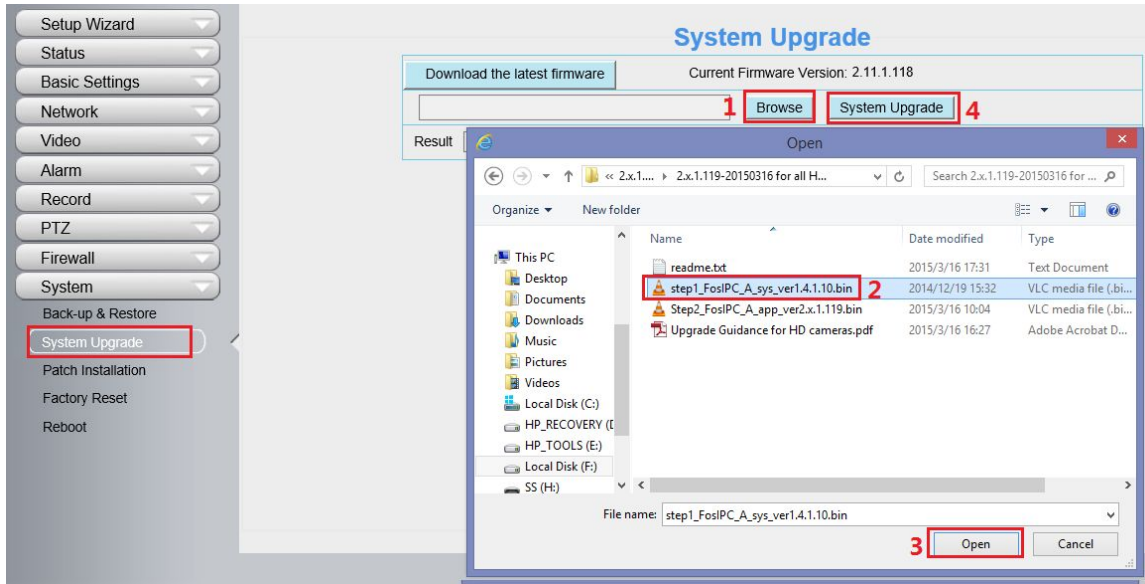 Setup Wizard
Status
Basic Settings
Network
Video
Alarm
Record
PTZ
Firewall
System
Back-up & Restore
System Upgrade
Patch Installation
Factory Reset
Reboot
System Upgrade
Download the latest firmware Current Firmware Version: 2.11.1.118
1 Browse System Upgrade 4
Result
Open
« 2.x.1.... 2.x.1.119-20150316 for all H... Search 2.x.1.119-20150316 for ...
Organize New folder
Name Date modified Type
This PC
Desktop
Documents
Downloads
Music
Pictures
Videos
Local Disk (C:)
HP_RECOVERY (D
HP_TOOLS (E:)
Local Disk (F:)
SS (H:)
readme.txt 2015/3/16 17:31 Text Document
step1_FosIPC_A_sys_ver1.4.1.10.bin 2 2014/12/19 15:32 VLC media file (.bi...
Step2_FosIPC_A_app_ver2.x.1.119.bin 2015/3/16 10:04 VLC media file (.bi...
Upgrade Guidance for HD cameras.pdf 2015/3/16 16:27 Adobe Acrobat D...
File name: step1_FosIPC_A_sys_ver1.4.1.10.bin
3 Open Cancel